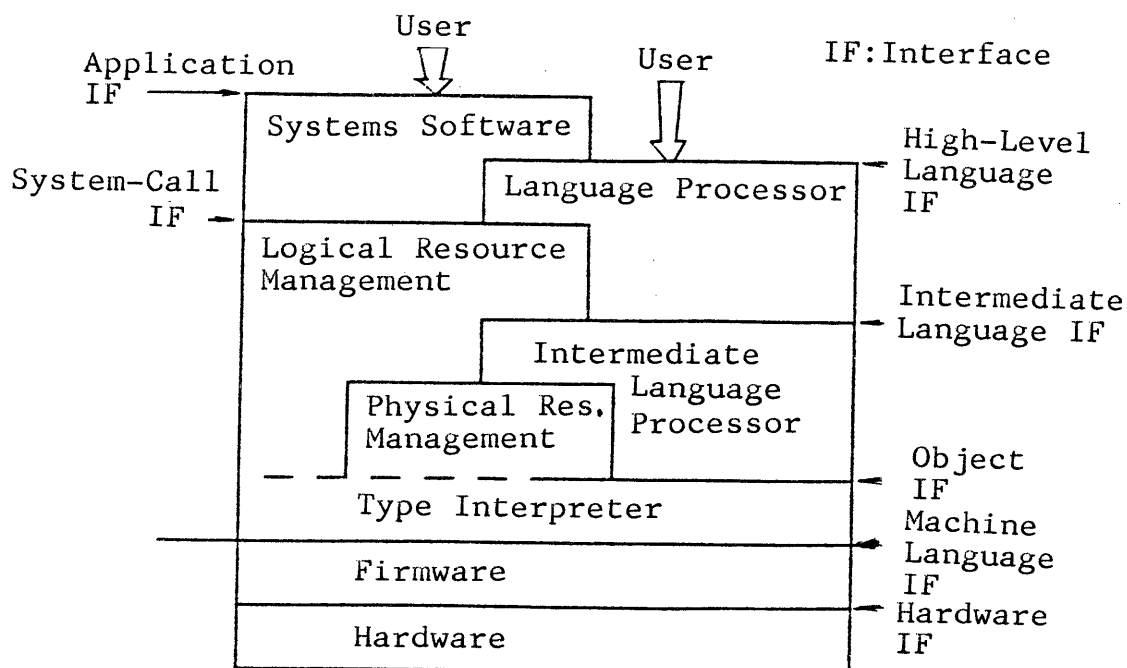 User
User
IF:Interface
Application
IF
Systems Software
High-Level
Language
IF
System-Call
IF
Language Processor
Logical Resource
Management
Intermediate
Language IF
Intermediate
Language
Processor
Physical Res.
Management
Object
IF
Type Interpreter
Machine
Language
IF
Firmware
Hardware
IF
Hardware